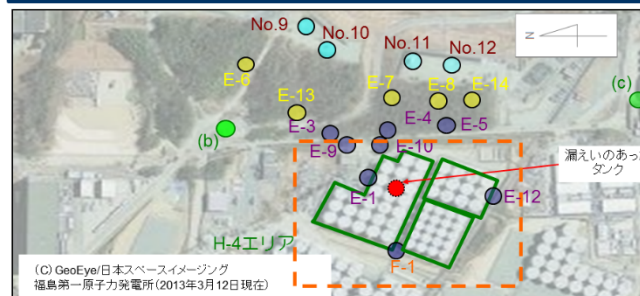 No.9
No.10
No.11
No.12
N
E-6
E-7
E-8
E-14
(c)
E-13
(b)
E-3
E-4
E-5
E-9
E-10
漏えいのあった
タンク
E-1
E-12
H-4エリア
F-1
(C) GeoEye/日本スペースイメージング
福島第一原子力発電所(2013年3月12日現在)